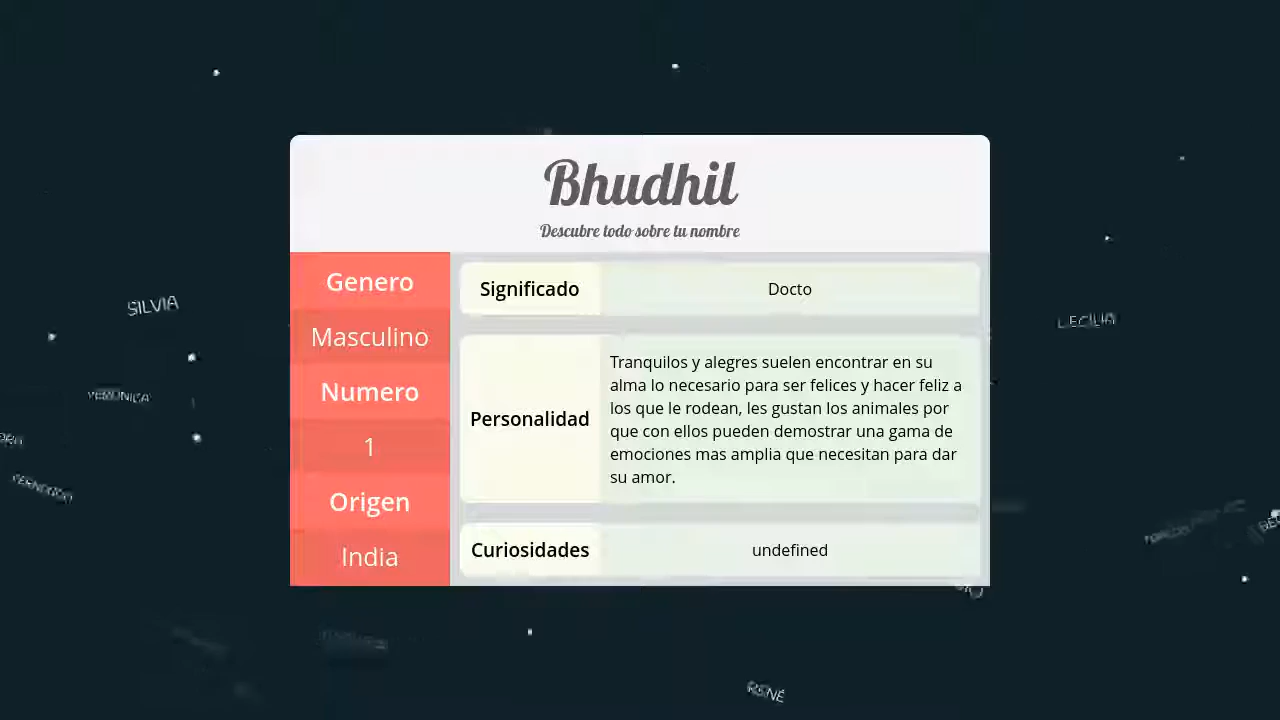 Bhudhil
Descubre todo sobre tu nombre
Genero
Masculino
Numero
1
Origen
India
Significado
Docto
Personalidad
Tranquilos y alegres suelen encontrar en su
alma lo necesario para ser felices y hacer feliz a
los que le rodean, les gustan los animales por
que con ellos pueden demostrar una gama de
emociones mas amplia que necesitan para dar
su amor.
Curiosidades
undefined
SILVIA
VERONICA
LECILIA
RENÉ